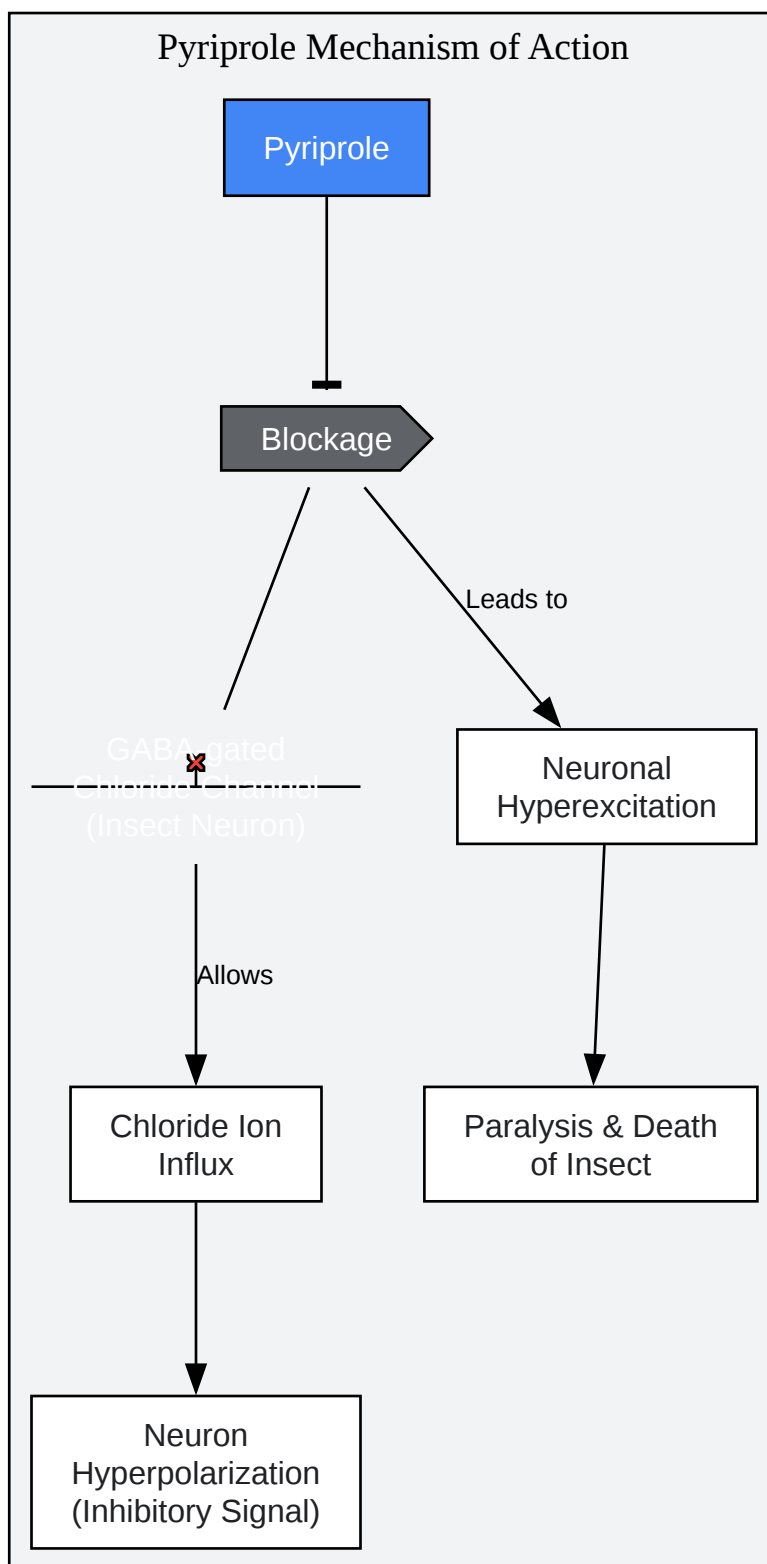 Pyriprole Mechanism of Action
Pyriprole
Blockage
Leads to
GABA-gated
Chloride Channel
(Insect Neuron)
Neuronal
Hyperexcitation
Allows
Chloride Ion
Influx
Paralysis & Death
of Insect
Neuron
Hyperpolarization
(Inhibitory Signal)